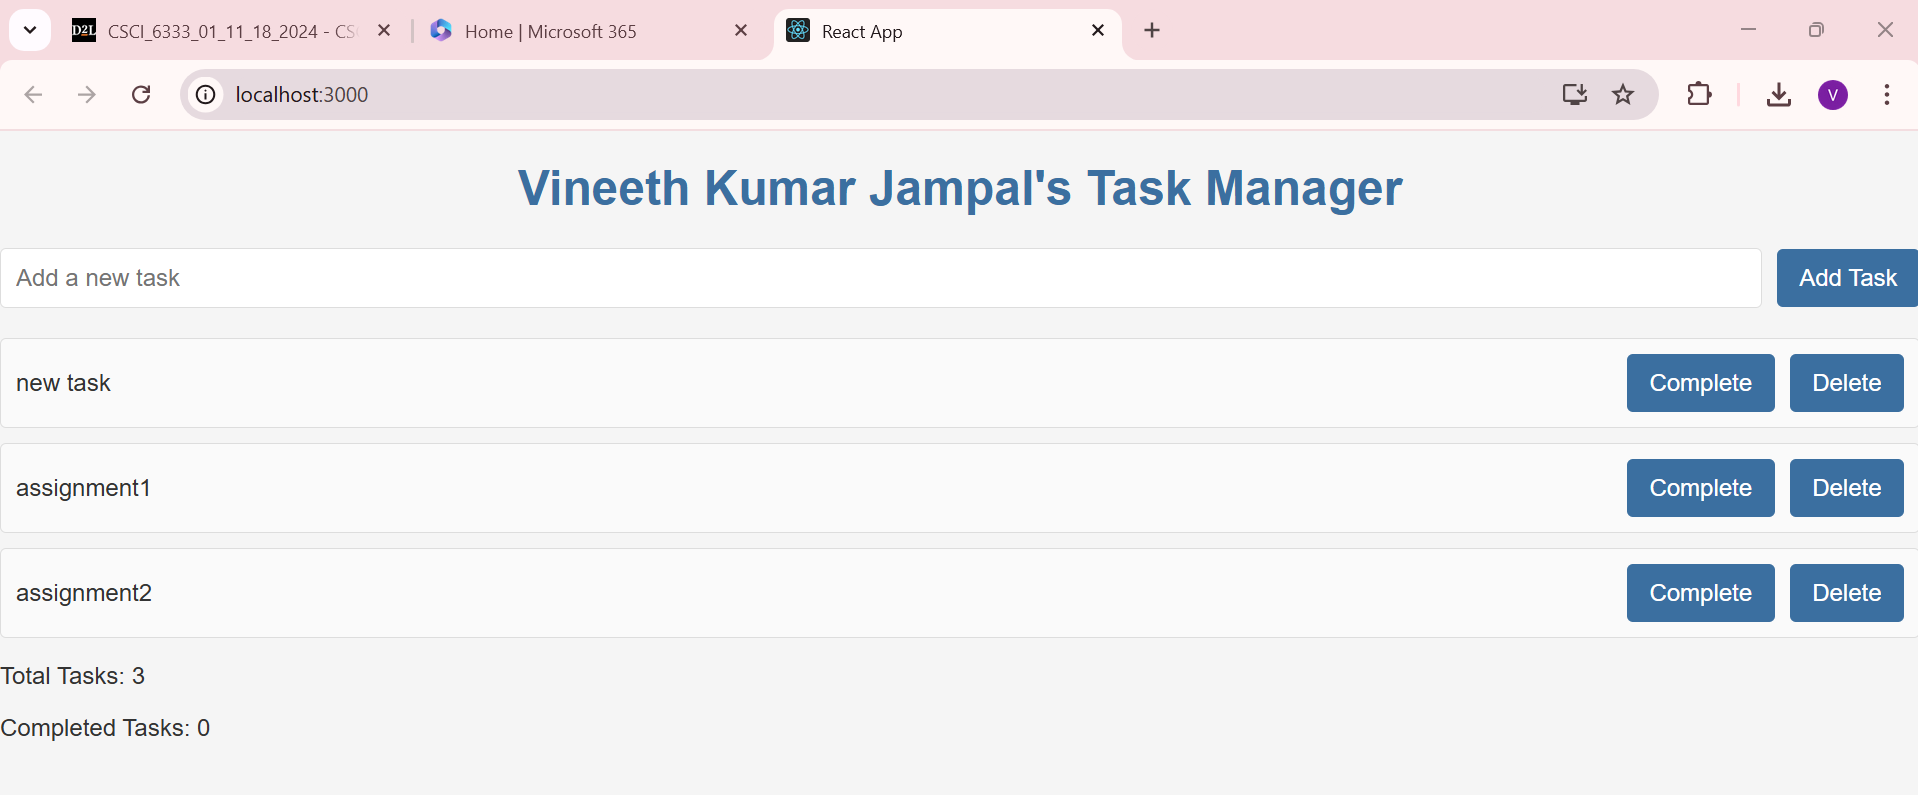 D2L CSCI_6333_01_11_18_2024 - CS
Home | Microsoft 365
React App
localhost:3000
V
Vineeth Kumar Jampal's Task Manager
Add a new task
Add Task
new task
Complete
Delete
assignment1
Complete
Delete
assignment2
Complete
Delete
Total Tasks: 3
Completed Tasks: 0